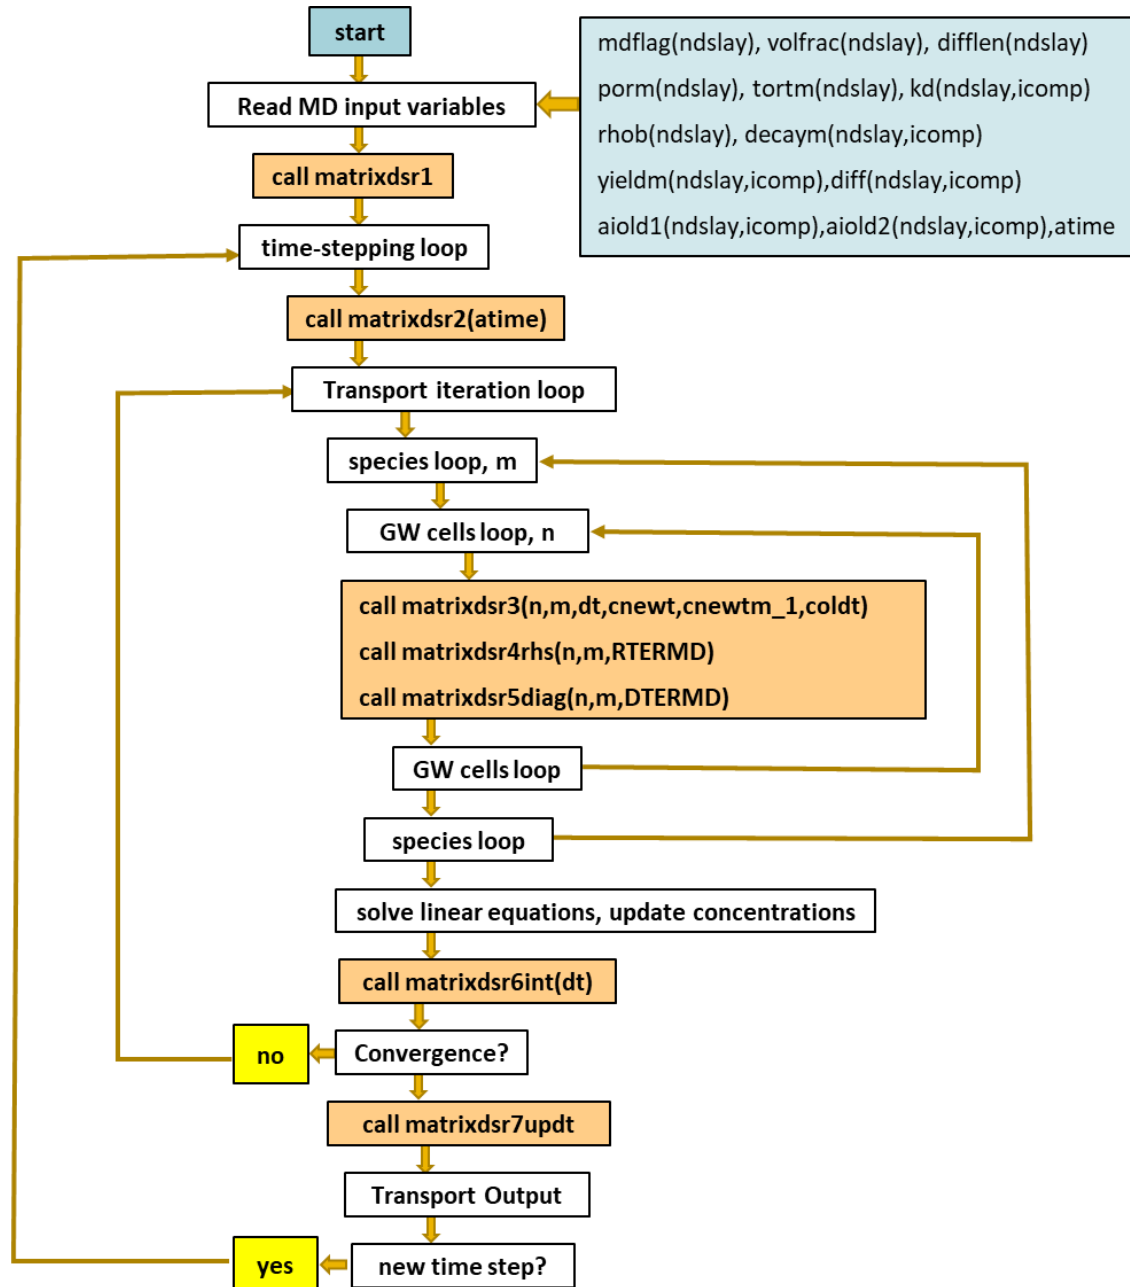 start
mdflag(ndslay), volfrac(ndslay), difflen(ndslay)
porm(ndslay), tortm(ndslay), kd(ndslay,icomp)
rhob(ndslay), decaym(ndslay,icomp)
yieldm(ndslay,icomp),diff(ndslay,icomp)
aiold1(ndslay,icomp),aiold2(ndslay,icomp),atime
Read MD input variables
call matrixdsr1
time-stepping loop
call matrixdsr2(atime)
Transport iteration loop
species loop, m
GW cells loop, n
call matrixdsr3(n,m,dt,cnewt,cnewtm_1,coldt)
call matrixdsr4rhs(n,m,RTERMD)
call matrixdsr5diag(n,m,DTERMD)
GW cells loop
species loop
solve linear equations, update concentrations
call matrixdsr6int(dt)
no
Convergence?
call matrixdsr7updt
Transport Output
yes
new time step?